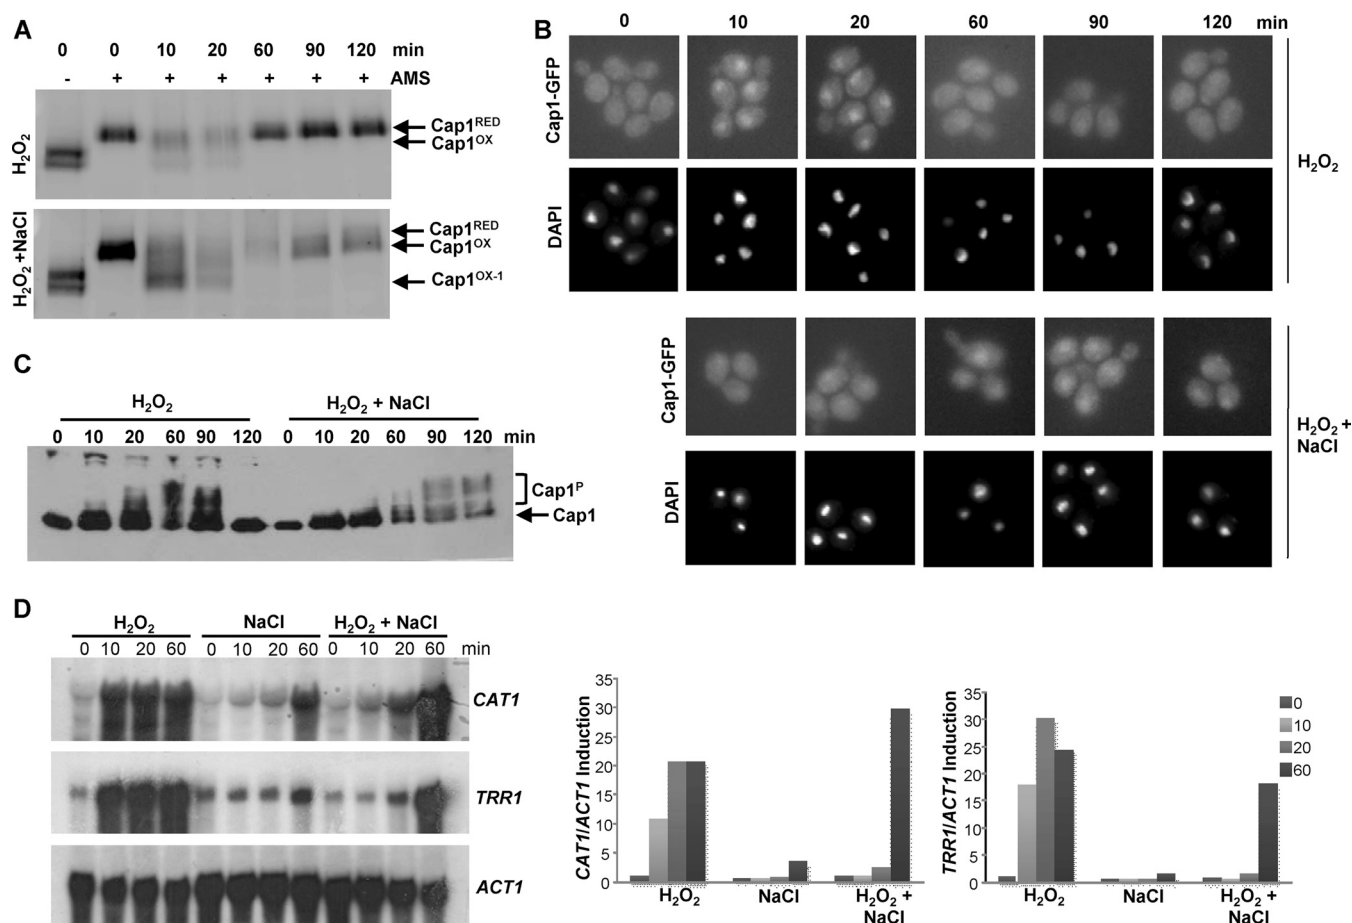 A
0 0 10 20 60 90 120 min
- + + + + + + AMS
H₂O₂
Cap1ᴿᴱᴰ
Cap1ᴼˣ
H₂O₂ +NaCl
Cap1ᴿᴱᴰ
Cap1ᴼˣ
Cap1ᴼˣ⁻¹
B
0 10 20 60 90 120 min
Cap1-GFP
DAPI
H₂O₂
Cap1-GFP
DAPI
H₂O₂ +
NaCl
C
H₂O₂ H₂O₂ + NaCl
0 10 20 60 90 120 0 10 20 60 90 120 min
Cap1ᴾ
Cap1
D
H₂O₂ NaCl H₂O₂ + NaCl
0 10 20 60 0 10 20 60 0 10 20 60 min
CAT1
TRR1
ACT1
CAT1/ACT1 Induction
35
30
25
20
15
10
5
0
H₂O₂ NaCl H₂O₂ +
NaCl
TRR1/ACT1 Induction
35
30
25
20
15
10
5
0
H₂O₂ NaCl H₂O₂ +
NaCl
0
10
20
60